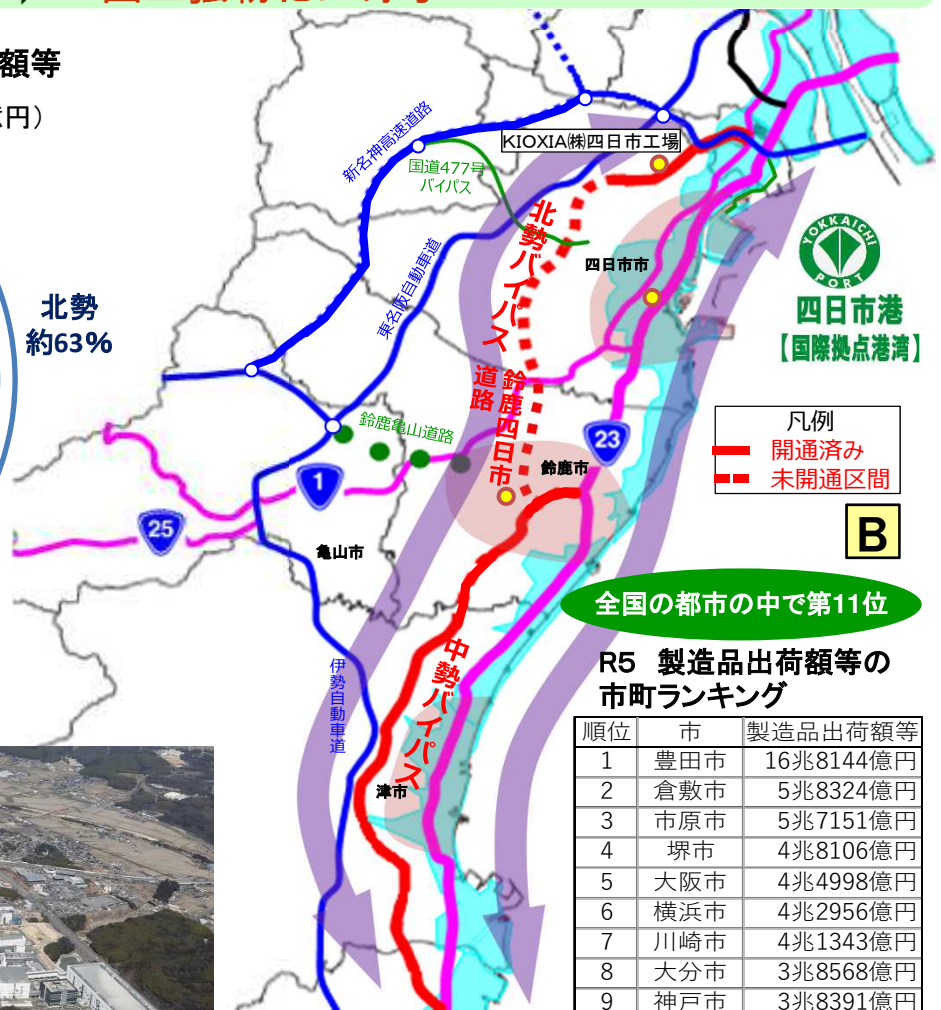 額等
円）
北勢
約63%
新名神高速道路
国道477号
バイパス
KIOXIA㈱四日市工場
東名阪自動車道
北勢バイパス
四日市市
YOKKAICHI
PORT
四日市港
【国際拠点港湾】
鈴鹿四日市
道路
鈴鹿亀山道路
鈴鹿市
23
1
25
亀山市
凡例
開通済み
未開通区間
B
全国の都市の中で第11位
中勢バイパス
伊勢自動車道
津市
R5 製造品出荷額等の
市町ランキング
順位 市 製造品出荷額等
1 豊田市 16兆8144億円
2 倉敷市 5兆8324億円
3 市原市 5兆7151億円
4 堺市 4兆8106億円
5 大阪市 4兆4998億円
6 横浜市 4兆2956億円
7 川崎市 4兆1343億円
8 大分市 3兆8568億円
9 神戸市 3兆8391億円